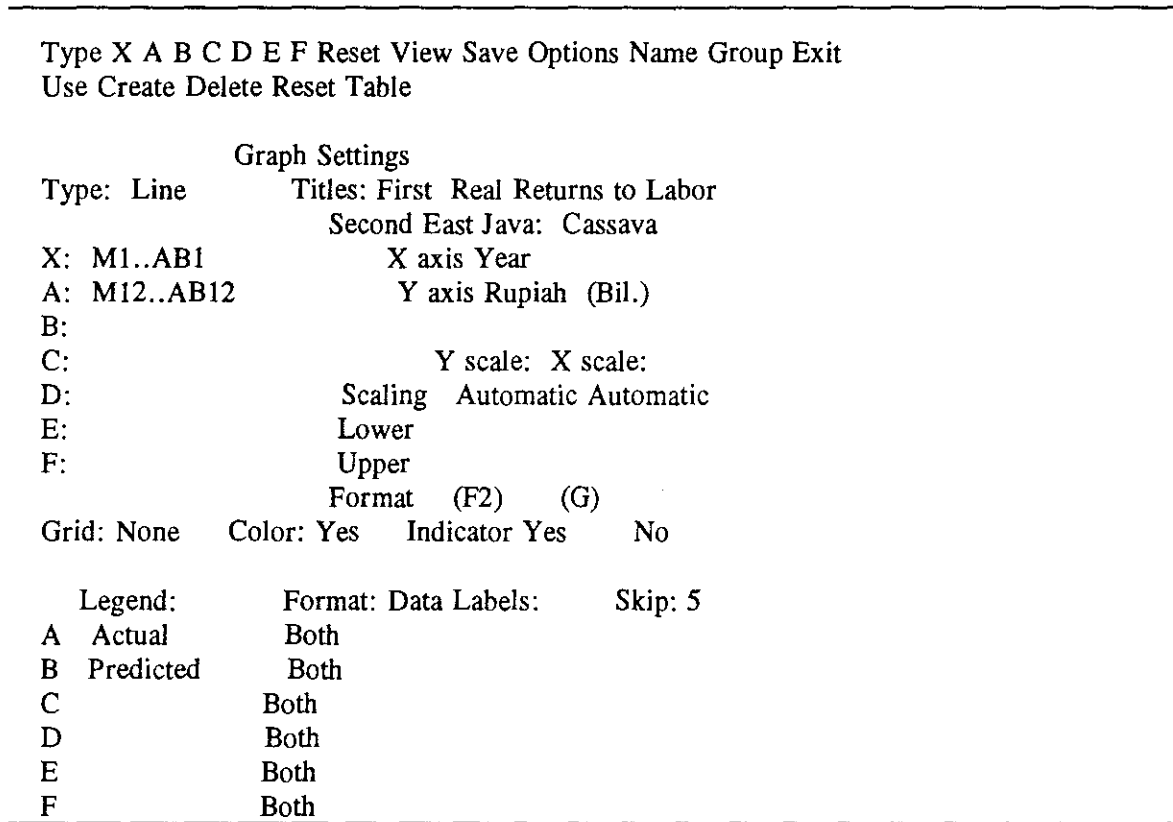 Type X A B C D E F Reset View Save Options Name Group Exit
Use Create Delete Reset Table
Graph Settings
Type: Line Titles: First Real Returns to Labor
Second East Java: Cassava
X: M1..AB1 X axis Year
A: M12..AB12 Y axis Rupiah (Bil.)
B:
C: Y scale: X scale:
D: Scaling Automatic Automatic
E: Lower
F: Upper
Format (F2) (G)
Grid: None Color: Yes Indicator Yes No
Legend: Format: Data Labels: Skip: 5
A Actual Both
B Predicted Both
C Both
D Both
E Both
F Both